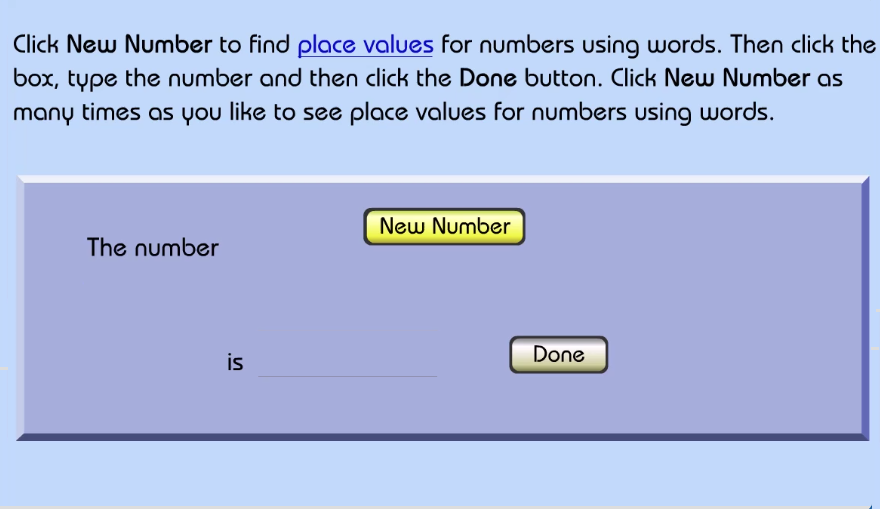 Click New Number to find place values for numbers using words. Then click the
box, type the number and then click the Done button. Click New Number as
many times as you like to see place values for numbers using words.
New Number
The number
is
Done